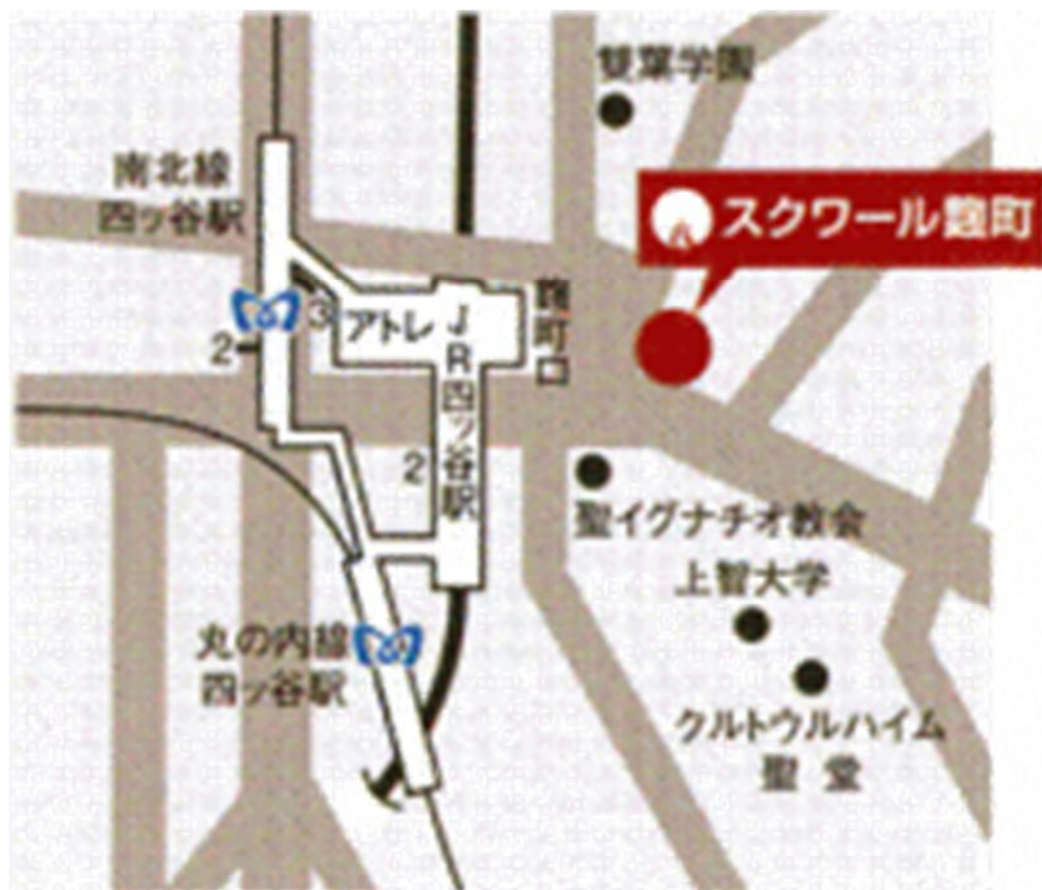 雙葉学園
南北線
四ッ谷駅
スクワール麹町
麹町口
3
アトレ
JR四ッ谷駅
2
2
聖イグナチオ教会
上智大学
丸の内線
四ッ谷駅
クルトゥルハイム
聖堂